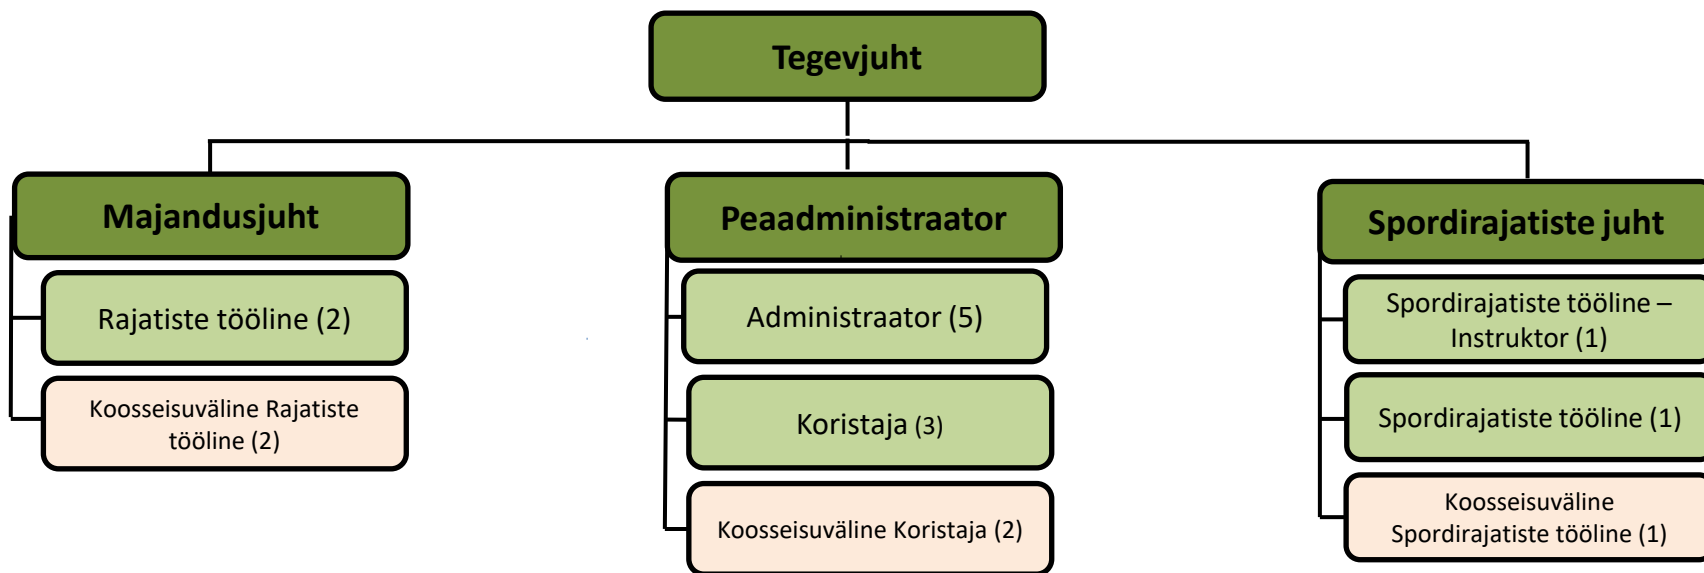 Tegevjuht
Majandusjuht
Rajatiste tööline (2)
Koosseisuväline Rajatiste
tööline (2)
Peaadministraator
Administraator (5)
Koristaja (3)
Koosseisuväline Koristaja (2)
Spordirajatiste juht
Spordirajatiste tööline –
Instruktor (1)
Spordirajatiste tööline (1)
Koosseisuväline
Spordirajatiste tööline (1)